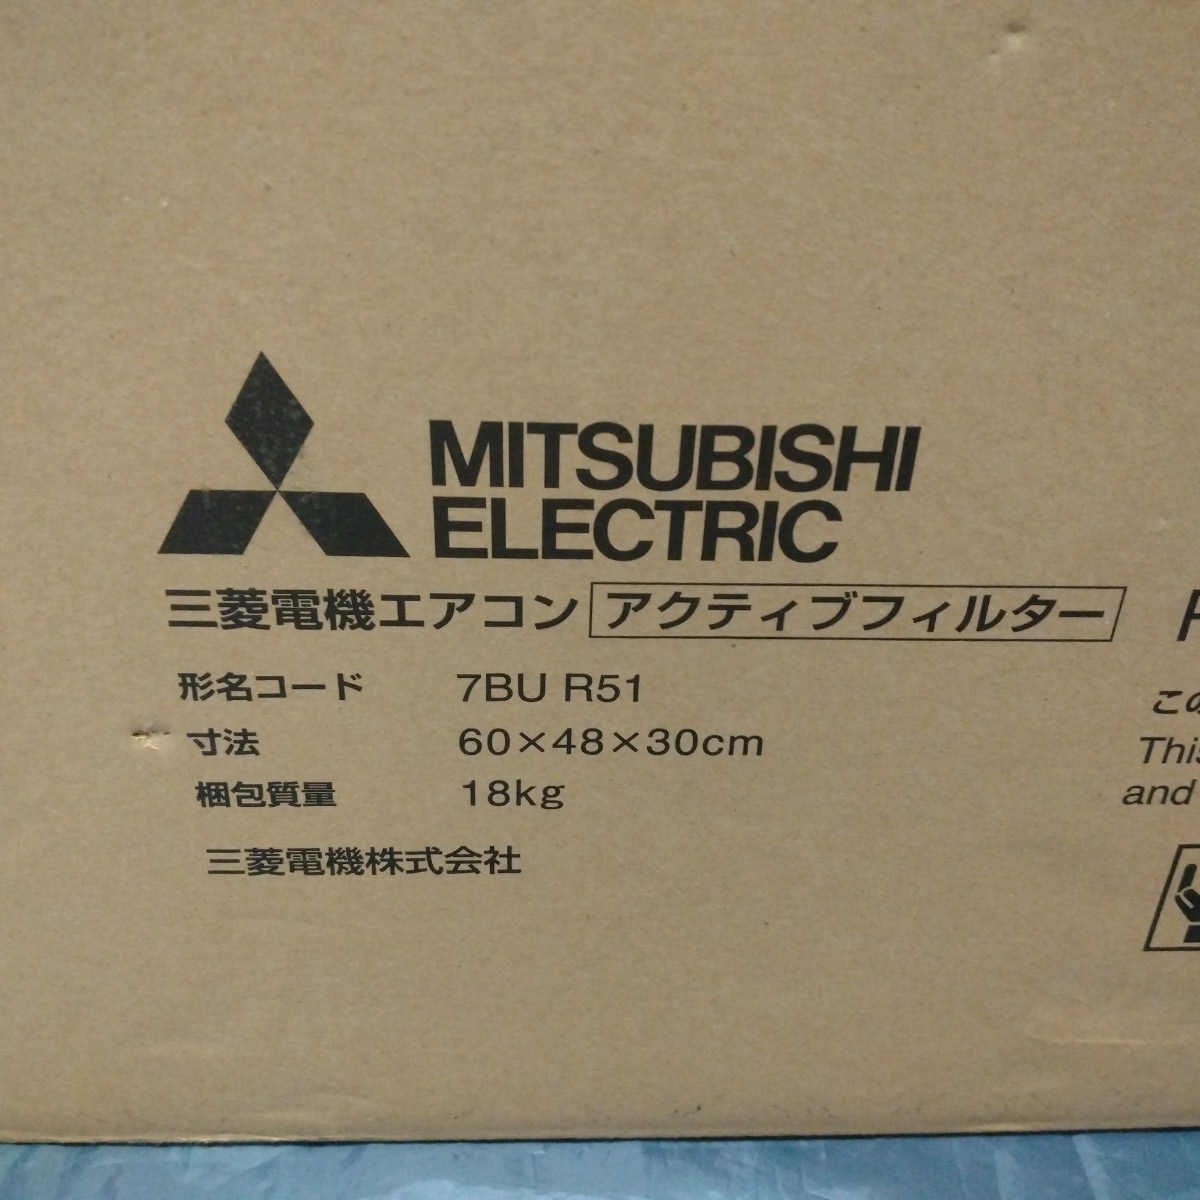 MITSUBISHI
ELECTRIC
三菱電機エアコン アクティブフィルター
形名コード 7BU R51
寸法 60×48×30cm
梱包質量 18kg
三菱電機株式会社
この
This
and